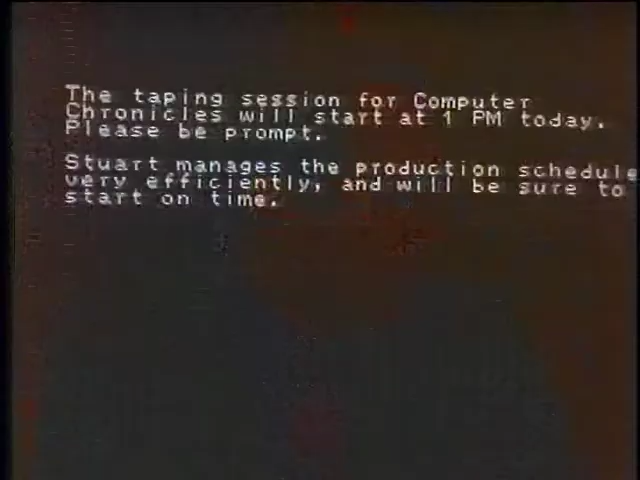 The taping session for Computer
Chronicles will start at 1 PM today.
Please be prompt.
Stuart manages the production schedule
very efficiently, and will be sure to
start on time.